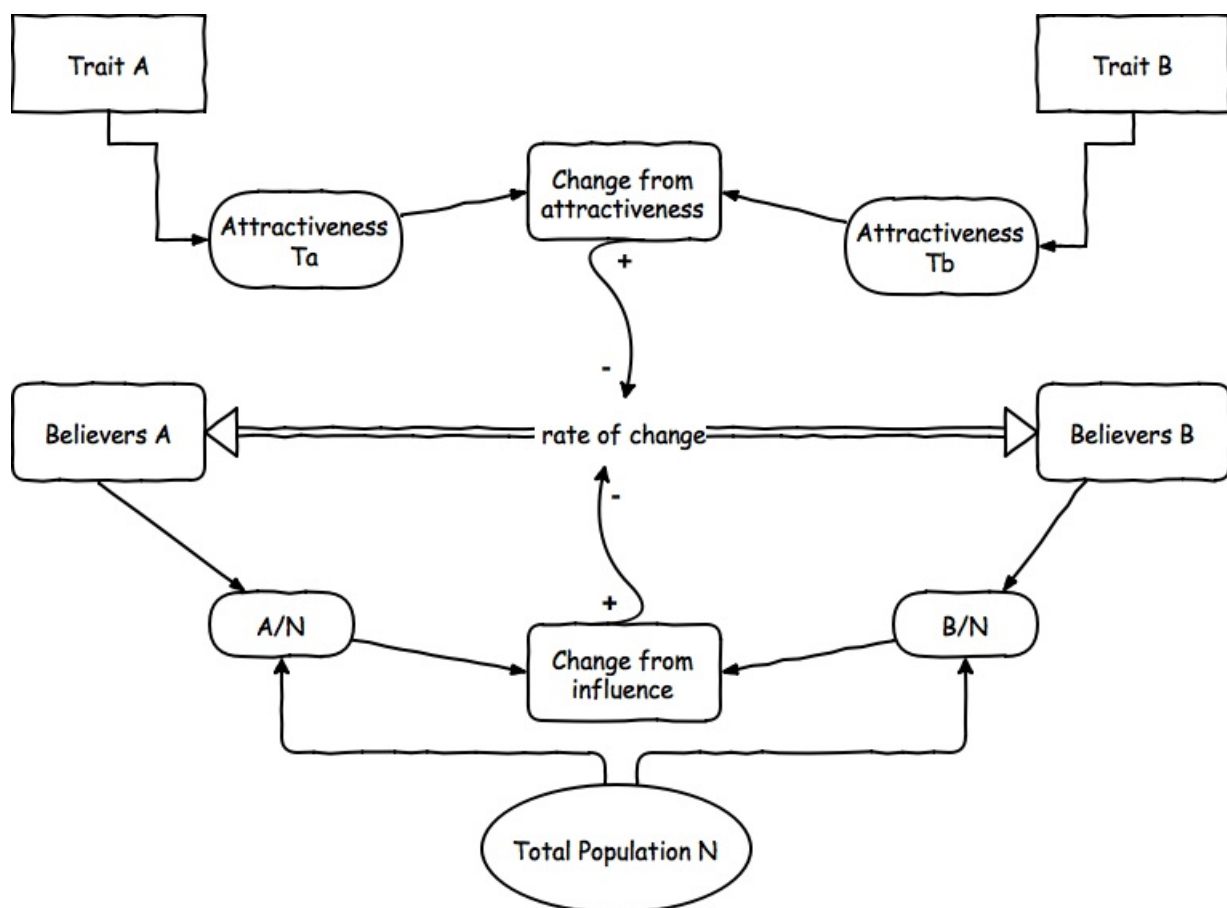 Trait A
Trait B
Change from
attractiveness
Attractiveness
Ta
Attractiveness
Tb
+
-
Believers A
rate of change
Believers B
-
+
A/N
B/N
Change from
influence
Total Population N